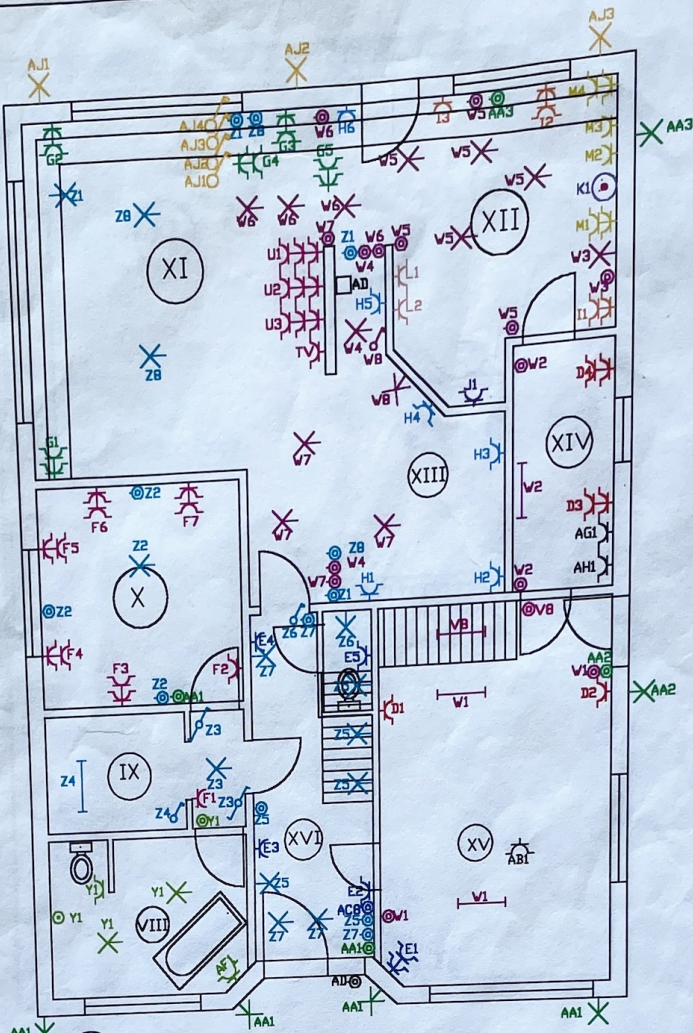 AJ1
AJ2
AJ3
AJ4
AJ3
AJ2
AJ1
Z1
Z8
G3
W6
H6
I3
W5
AA3
I2
M4
G2
G4
G5
W5
W5
M3
AA3
M2
Z1
Z8
W6
W6
W6
W5
K1
XI
XII
M1
W7
Z1
W6
W5
W5
W3
U1
W4
W3
U2
AD
L1
H5
L2
I1
U3
W4
W8
W5
TV
Z8
W8
W2
D4
J1
H4
G1
W7
H3
XIV
XIII
W2
F6
Z2
F7
D3
F5
Z2
W7
W7
AG1
X
Z8
W4
AH1
W7
H1
H2
W2
Z1
Z2
V8
V8
Z6
Z7
Z6
E4
E5
F4
Z7
F3
F2
AA2
W1
D2
AA2
Z2
AA1
W1
D1
Z3
Z5
IX
Z4
Z3
F1
Z3
Z5
Z4
Y1
Z5
XVI
E3
XV
AB1
Y1
Y1
Z5
E2
W1
Y1
Y1
VIII
AC8
W1
Z7
Z7
Z5
Z7
AA1
E1
AF1
AD
AA1
AA1
AA1
AA1